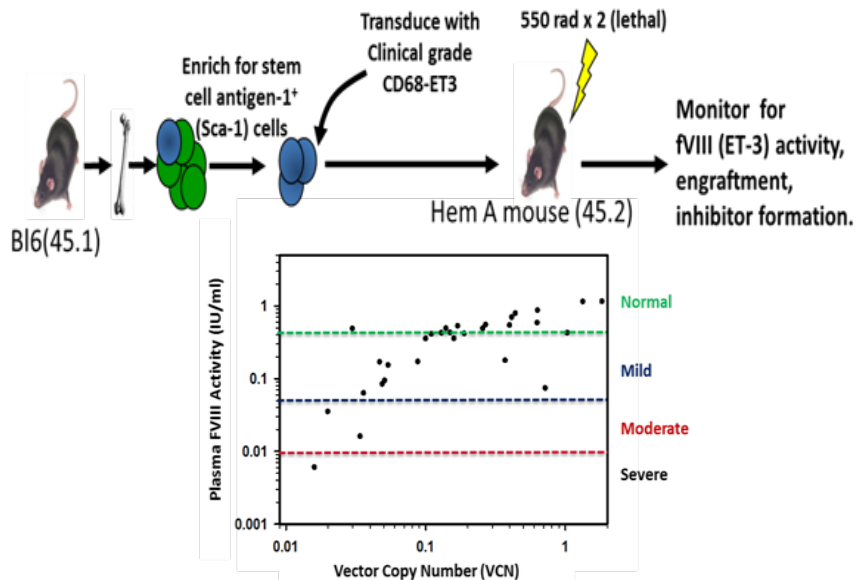 Bl6(45.1)
Enrich for stem
cell antigen-1+
(Sca-1) cells
Transduce with
Clinical grade
CD68-ET3
550 rad x 2 (lethal)
Hem A mouse (45.2)
Monitor for
fVIII (ET-3) activity,
engraftment,
inhibitor formation.
Plasma FVIII Activity (IU/ml)
1
0.1
0.01
0.001
Normal
Mild
Moderate
Severe
0.01
0.1
1
Vector Copy Number (VCN)